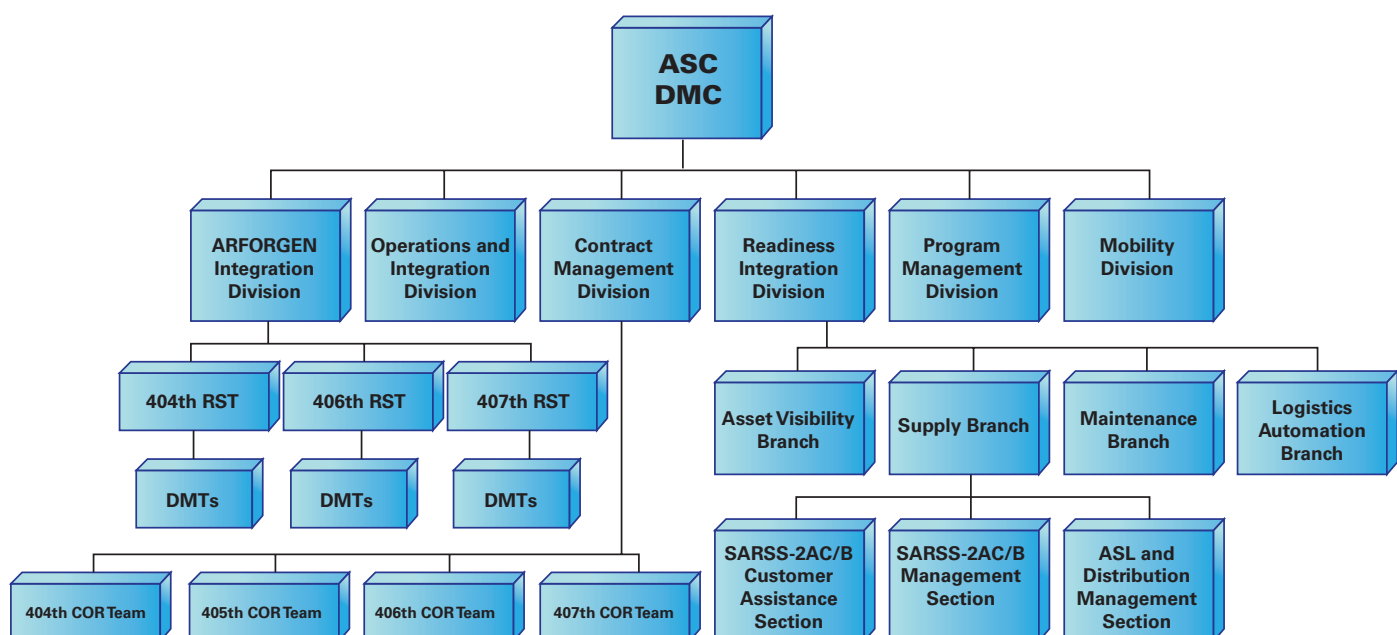 ASC
DMC
ARFORGEN
Integration
Division
Operations and
Integration
Division
Contract
Management
Division
Readiness
Integration
Division
Program
Management
Division
Mobility
Division
404th RST
406th RST
407th RST
Asset Visibility
Branch
Supply Branch
Maintenance
Branch
Logistics
Automation
Branch
DMTs
DMTs
DMTs
SARSS-2AC/B
Customer
Assistance
Section
SARSS-2AC/B
Management
Section
ASL and
Distribution
Management
Section
404th COR Team
405th COR Team
406th COR Team
407th COR Team